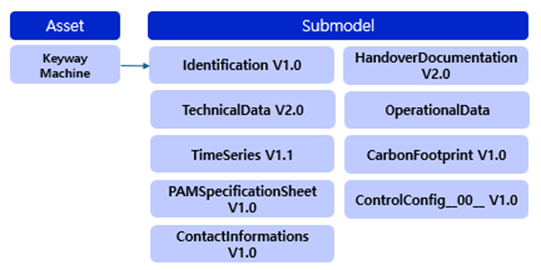 Asset
Submodel
Keyway
Machine
Identification V1.0
HandoverDocumentation
V2.0
TechnicalData V2.0
OperationalData
TimeSeries V1.1
CarbonFootprint V1.0
PAMSpecificationSheet
V1.0
ControlConfig__00__ V1.0
ContactInformations
V1.0